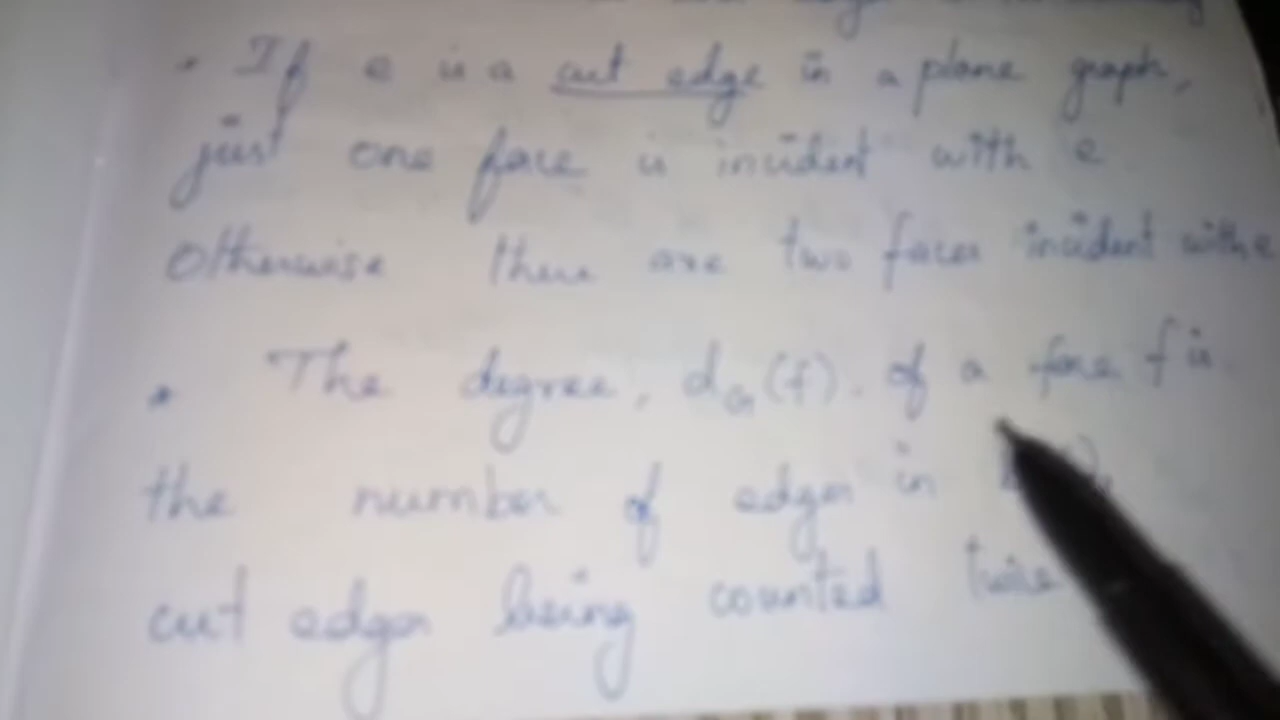 edge
• If e is a cut edge in a plane graph,
just one face is incident with e
Otherwise there are two faces incident with e
• The degree, dG(f). of a face f is
the number of edges in
cut edges being counted twice